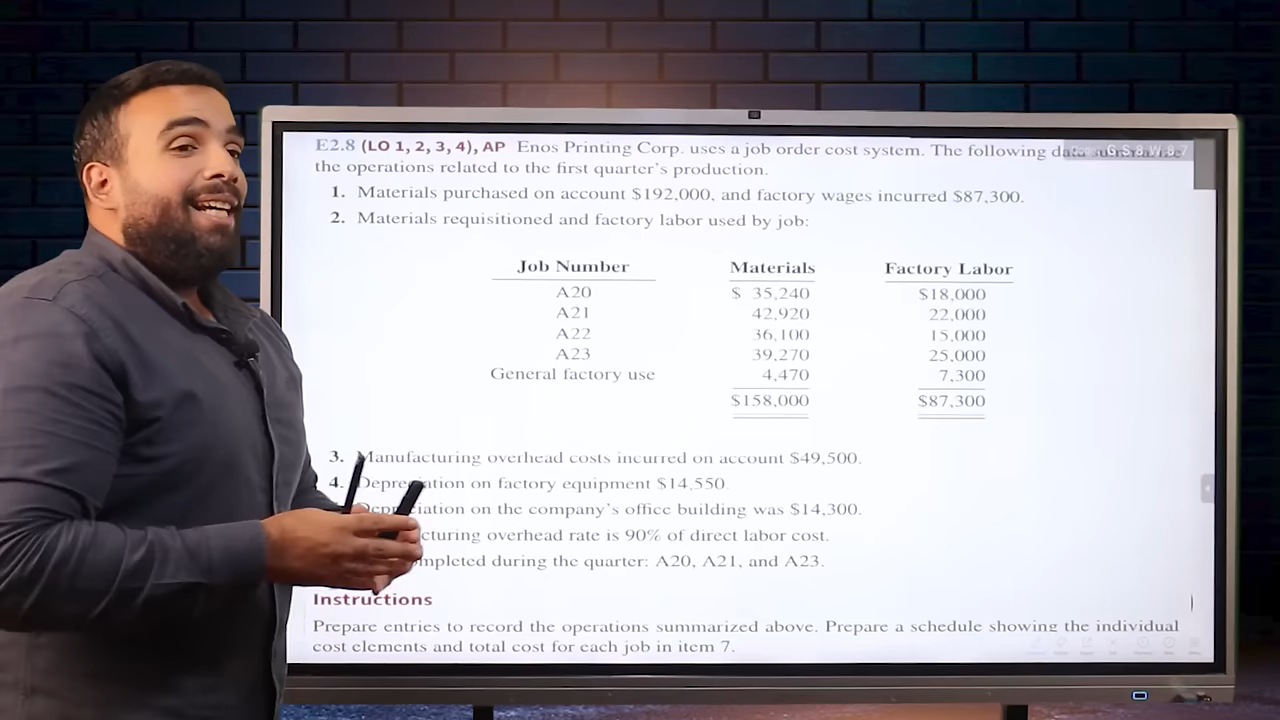 E2.8 (LO 1, 2, 3, 4), AP Enos Printing Corp. uses a job order cost system. The following data
the operations related to the first quarter's production.
1. Materials purchased on account $192,000, and factory wages incurred $87,300.
2. Materials requisitioned and factory labor used by job:
Job Number Materials Factory Labor
A20 $ 35,240 $18,000
A21 42,920 22,000
A22 36,100 15,000
A23 39,270 25,000
General factory use 4,470 7,300
$158,000 $87,300
3. Manufacturing overhead costs incurred on account $49,500.
4. Depreciation on factory equipment $14,550.
Depreciation on the company's office building was $14,300.
cturing overhead rate is 90% of direct labor cost.
mpleted during the quarter: A20, A21, and A23.
Instructions
Prepare entries to record the operations summarized above. Prepare a schedule showing the individual
cost elements and total cost for each job in item 7.